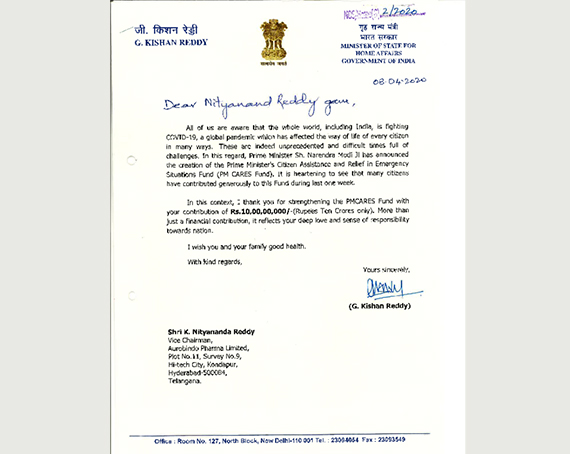 2/2020
जी. किशन रेड्डी
G. KISHAN REDDY
सत्यमेव जयते
गृह राज्य मंत्री
भारत सरकार
MINISTER OF STATE FOR
HOME AFFAIRS
GOVERNMENT OF INDIA
08-04-2020
Dear Nityanand Reddy garu,
All of us are aware that the whole world, including India, is fighting
COVID-19, a global pandemic which has affected the way of life of every citizen
in many ways. These are indeed unprecedented and difficult times full of
challenges. In this regard, Prime Minister Sh. Narendra Modi Ji has announced
the creation of the Prime Minister's Citizen Assistance and Relief in Emergency
Situations Fund (PM CARES Fund). It is heartening to see that many citizens
have contributed generously to this Fund during last one week.
In this context, I thank you for strengthening the PMCARES Fund with
your contribution of Rs.10,00,00,000/-(Rupees Ten Crores only). More than
just a financial contribution, it reflects your deep love and sense of responsibility
towards nation.
I wish you and your family good health.
With kind regards,
Yours sincerely,
(G. Kishan Reddy)
Shri K. Nityananda Reddy
Vice Chairman,
Aurobindo Pharma Limited,
Plot No.11, Survey No.9,
Hi-tech City, Kondapur,
Hyderabad-500084,
Telangana.
Office : Room No. 127, North Block, New Delhi-110 001 Tel. : 23094054 Fax : 23093549